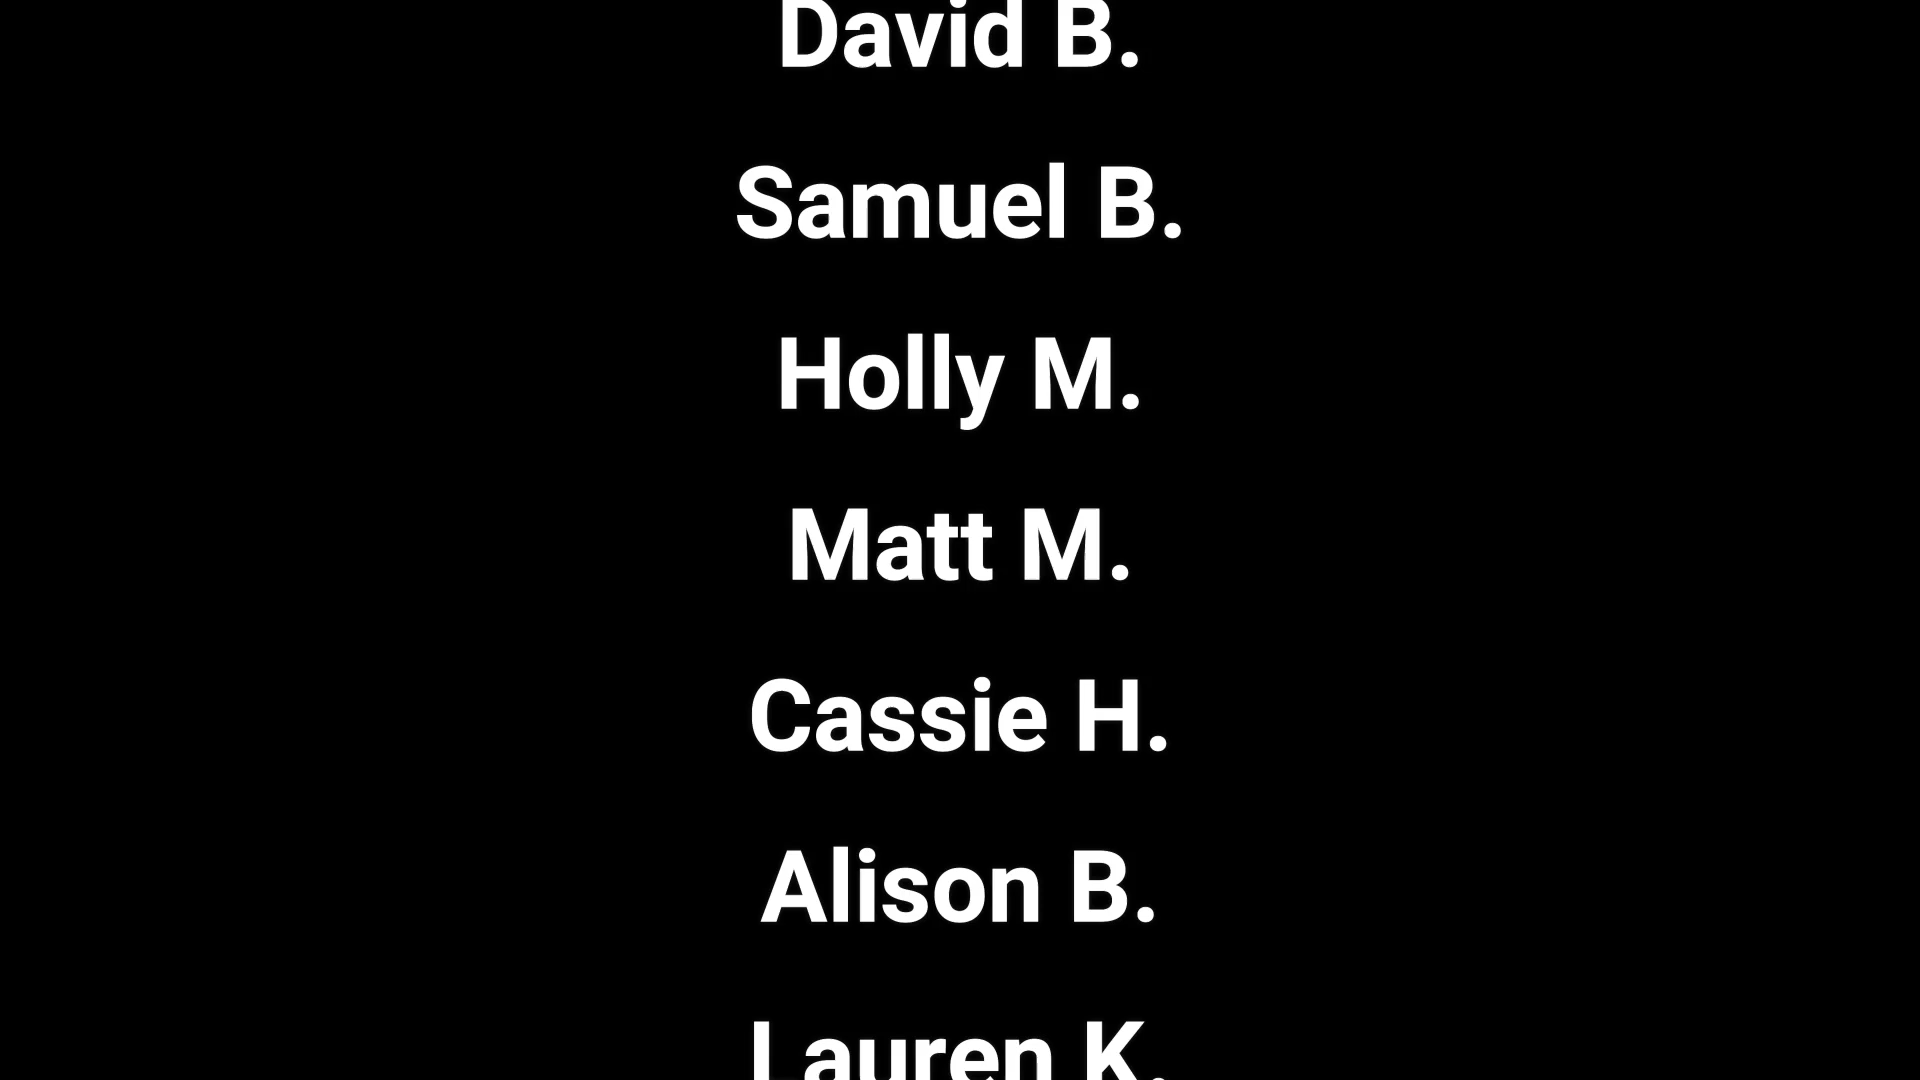 David B.
Samuel B.
Holly M.
Matt M.
Cassie H.
Alison B.
Lauren K.